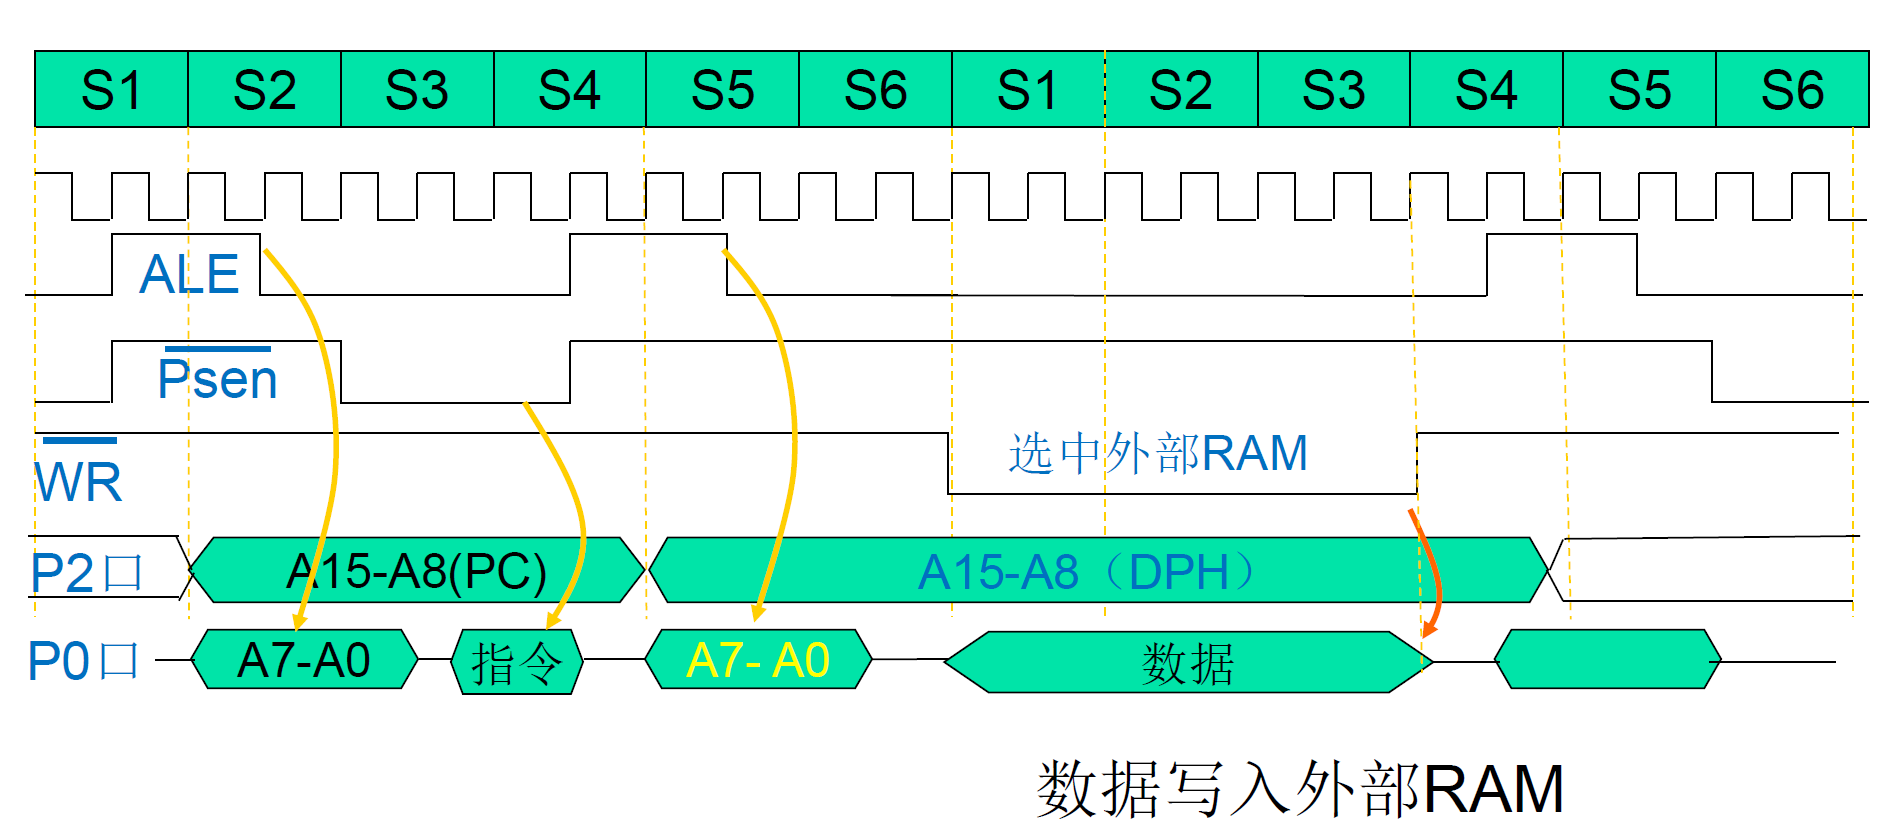 S1 S2 S3 S4 S5 S6 S1 S2 S3 S4 S5 S6
ALE
Psen
选中外部RAM
WR
P2口 A15-A8(PC) A15-A8（DPH）
P0口 A7-A0 指令 A7- A0 数据
数据写入外部RAM